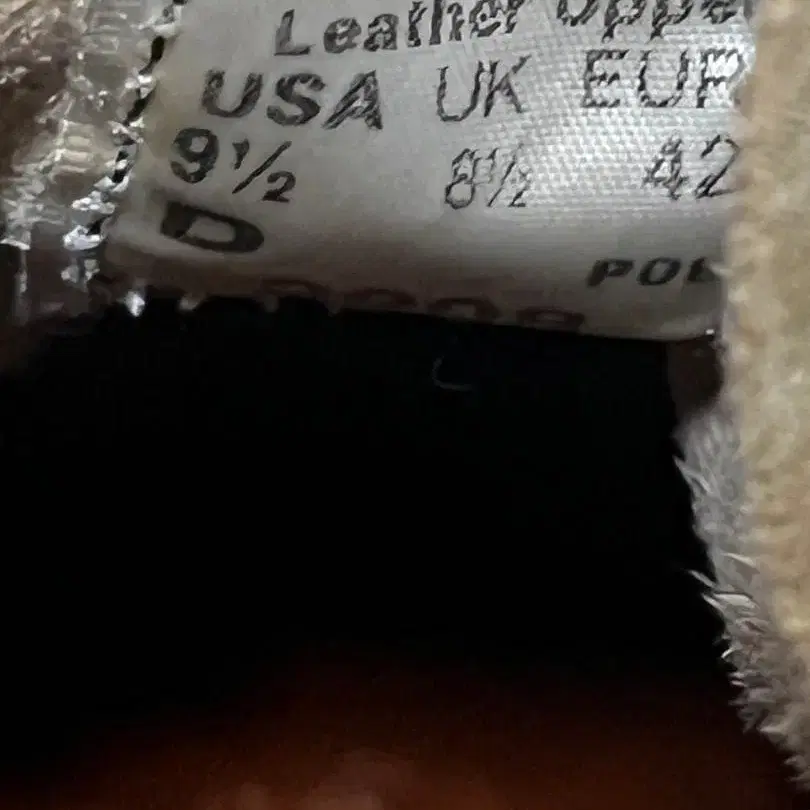 Leather Upper
USA UK EUR
9½ 8½ 42
D